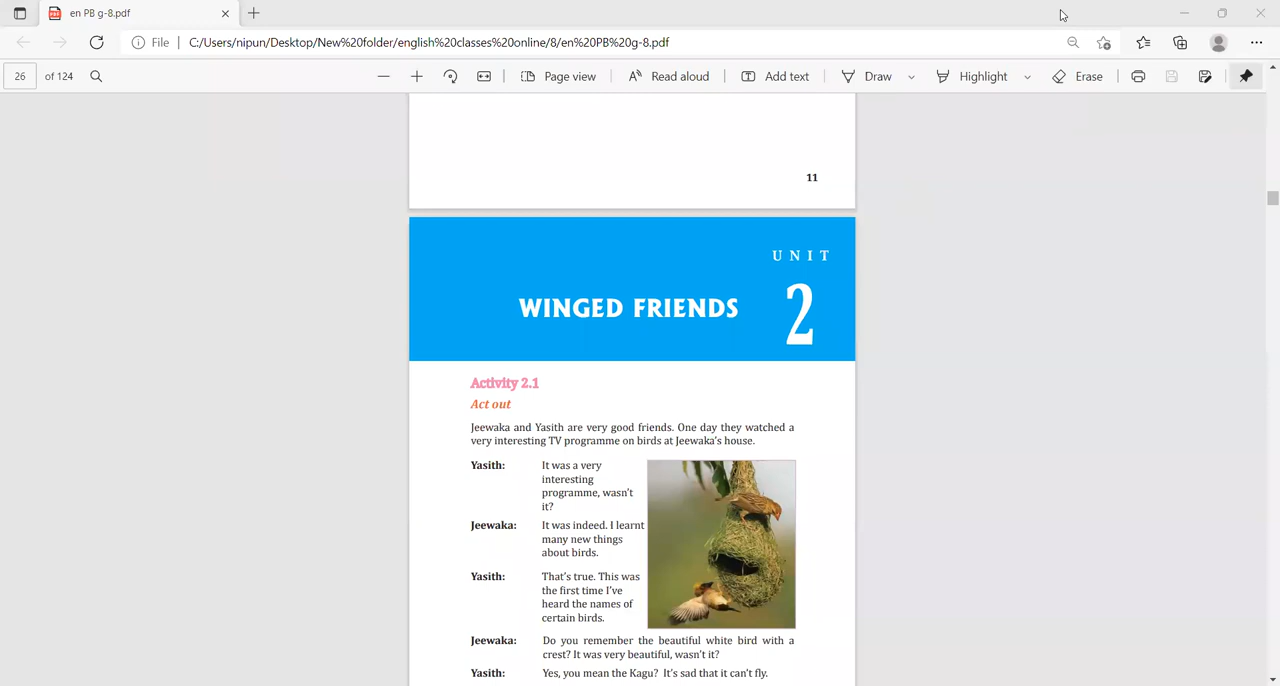 en PB g-8.pdf
File | C:/Users/nipun/Desktop/New%20folder/english%20classes%20online/8/en%20PB%20g-8.pdf
26 of 124 Page view Read aloud Add text Draw Highlight Erase
11
UNIT
WINGED FRIENDS 2
Activity 2.1
Act out
Jeewaka and Yasith are very good friends. One day they watched a
very interesting TV programme on birds at Jeewaka's house.
Yasith: It was a very
interesting
programme, wasn't
it?
Jeewaka: It was indeed. I learnt
many new things
about birds.
Yasith: That's true. This was
the first time I've
heard the names of
certain birds.
Jeewaka: Do you remember the beautiful white bird with a
crest? It was very beautiful, wasn't it?
Yasith: Yes, you mean the Kagu? It's sad that it can't fly.